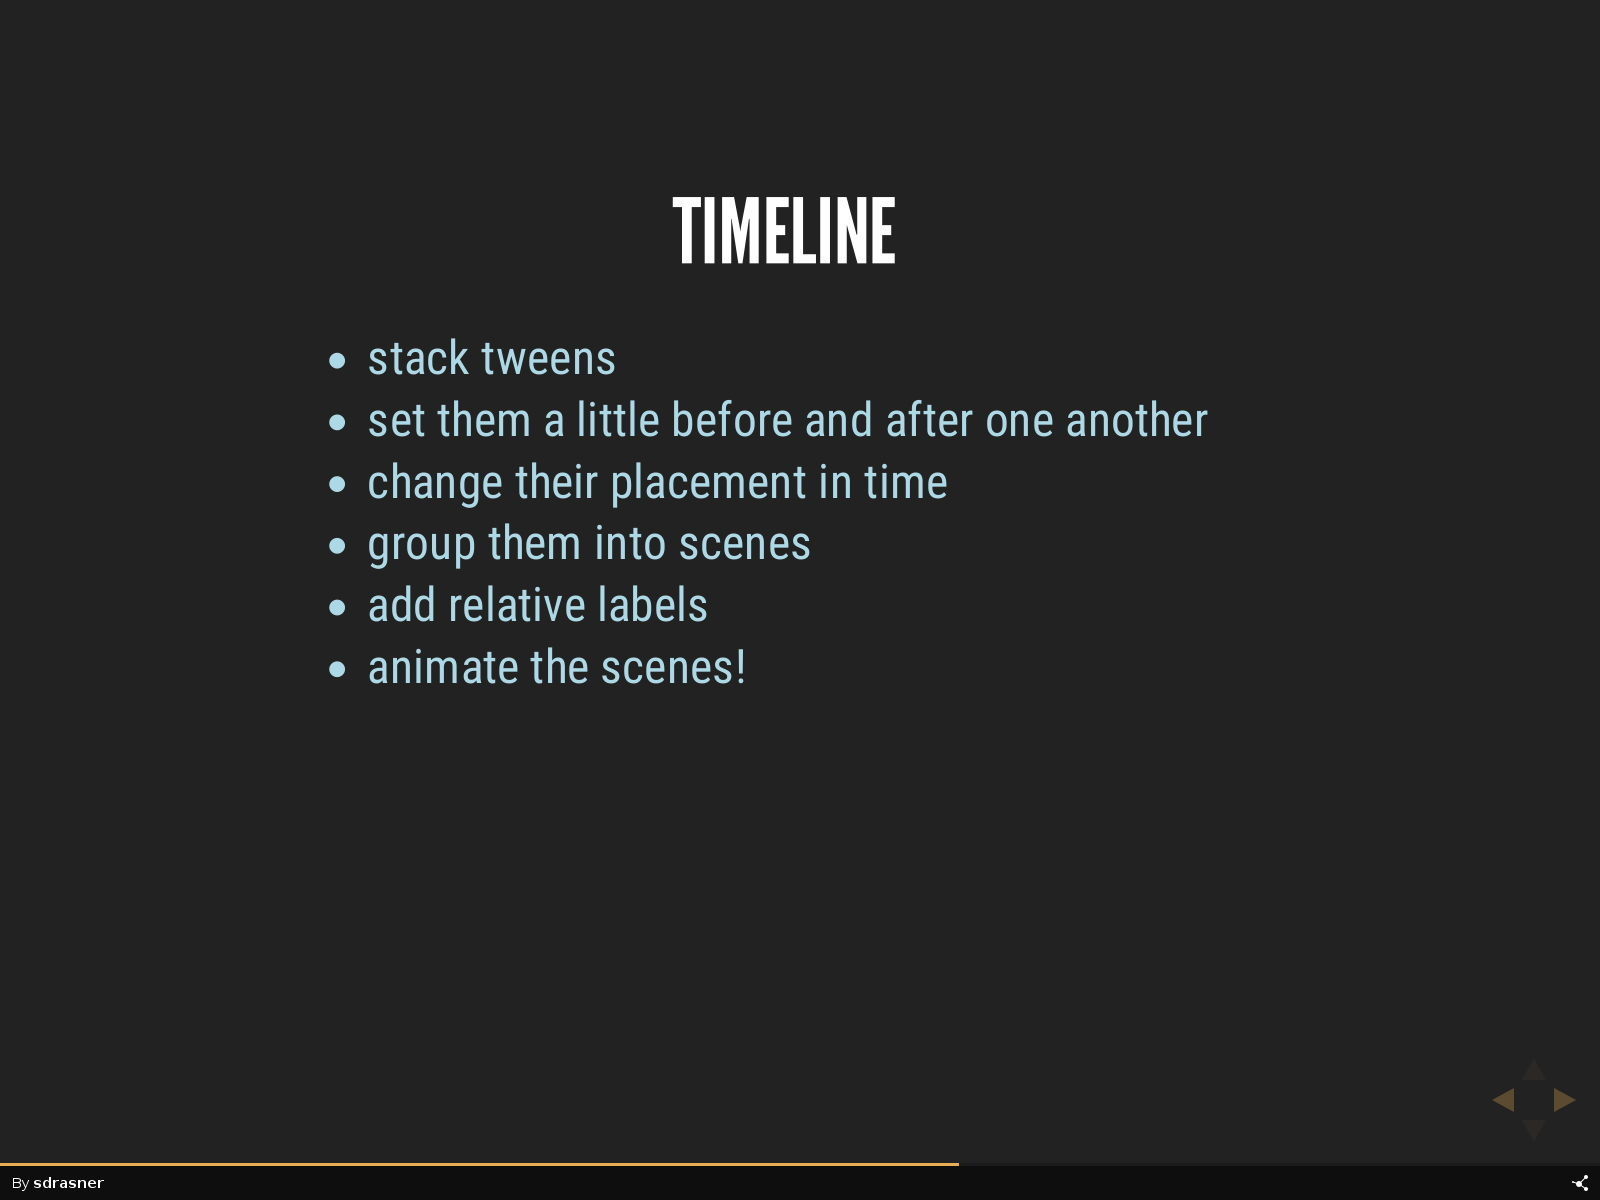 TIMELINE
• stack tweens
• set them a little before and after one another
• change their placement in time
• group them into scenes
• add relative labels
• animate the scenes!
By sdrasner